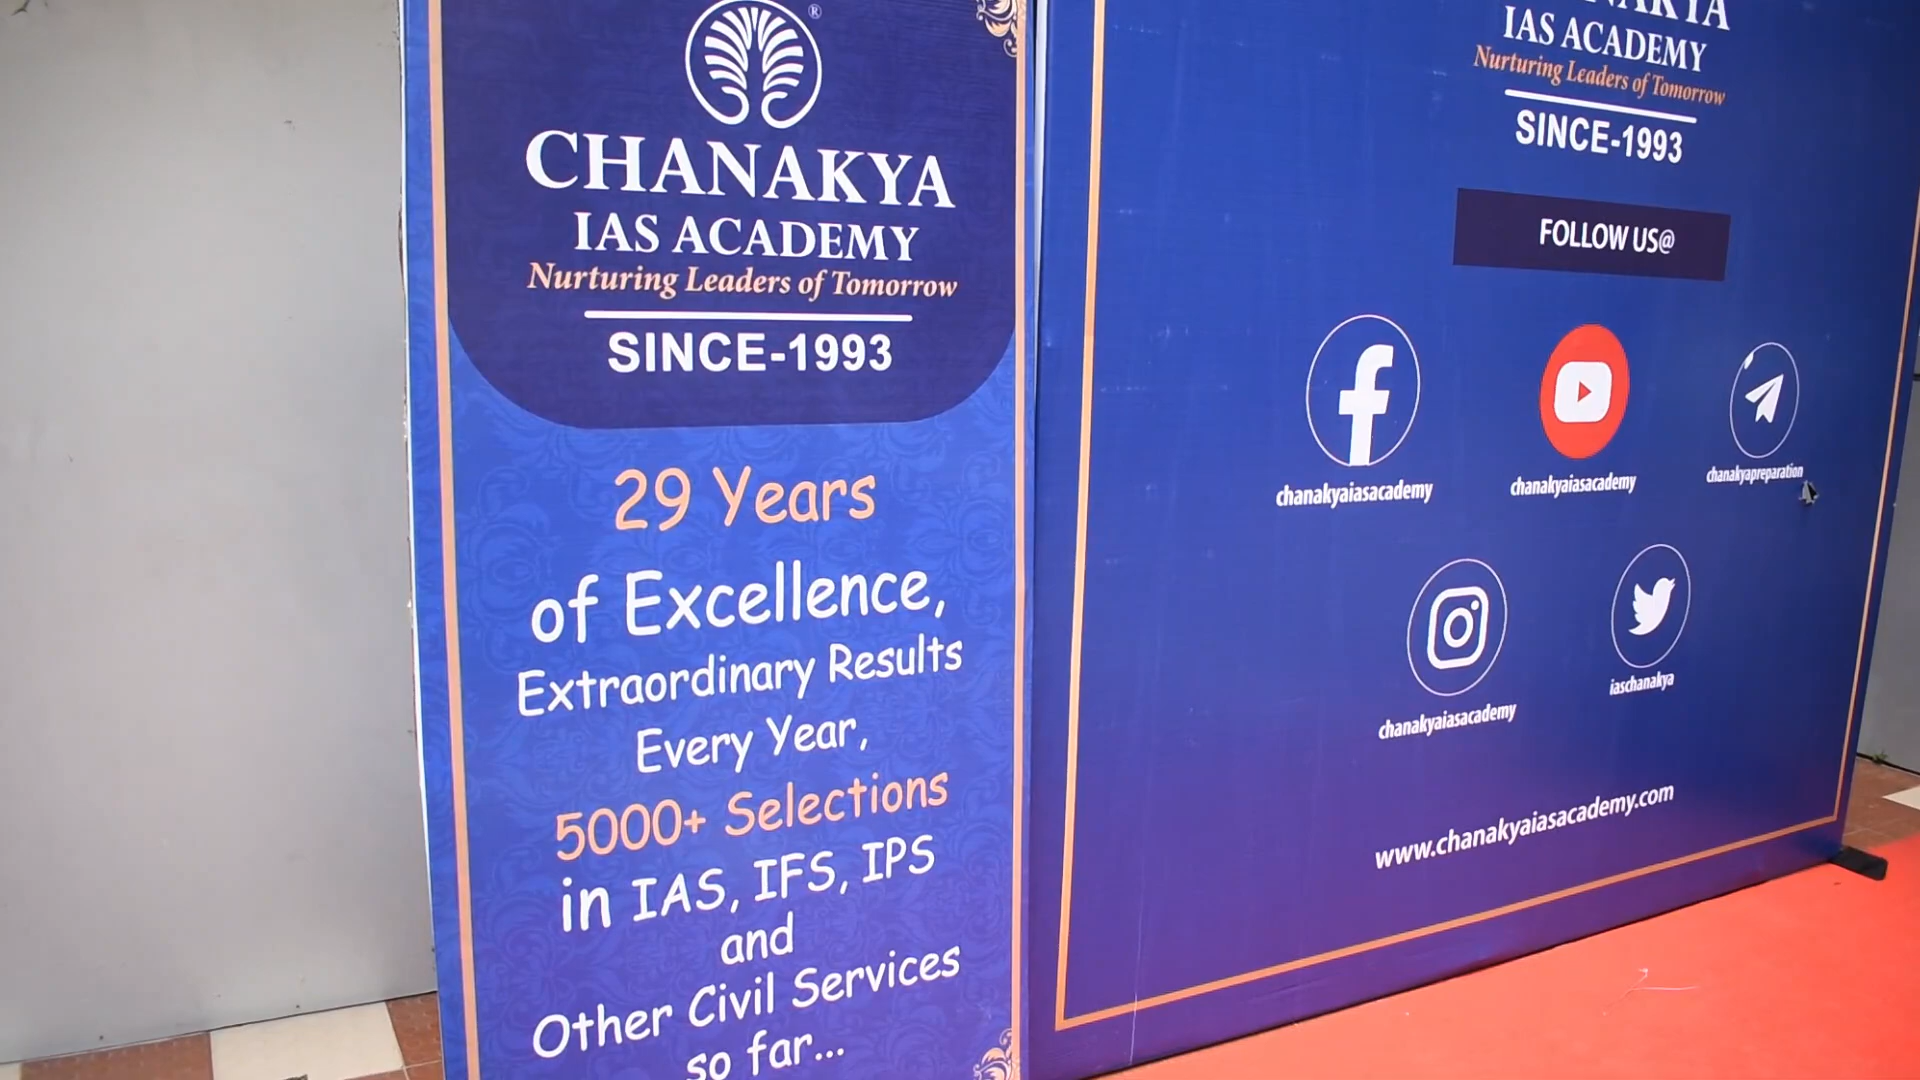 ®
CHANAKYA
IAS ACADEMY
Nurturing Leaders of Tomorrow
SINCE-1993
29 Years
of Excellence,
Extraordinary Results
Every Year,
5000+ Selections
in IAS, IFS, IPS
and
Other Civil Services
so far...
IAS ACADEMY
Nurturing Leaders of Tomorrow
SINCE-1993
FOLLOW US@
chanakyaiasacademy
chanakyaiasacademy
chanakyapreparation
chanakyaiasacademy
iaschanakya
www.chanakyaiasacademy.com